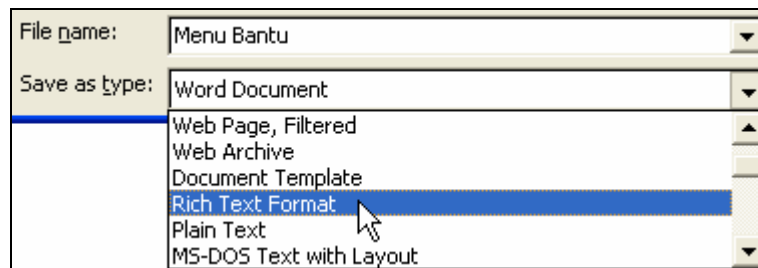 File name: Menu Bantu
Save as type: Word Document
Web Page, Filtered
Web Archive
Document Template
Rich Text Format
Plain Text
MS-DOS Text with Layout